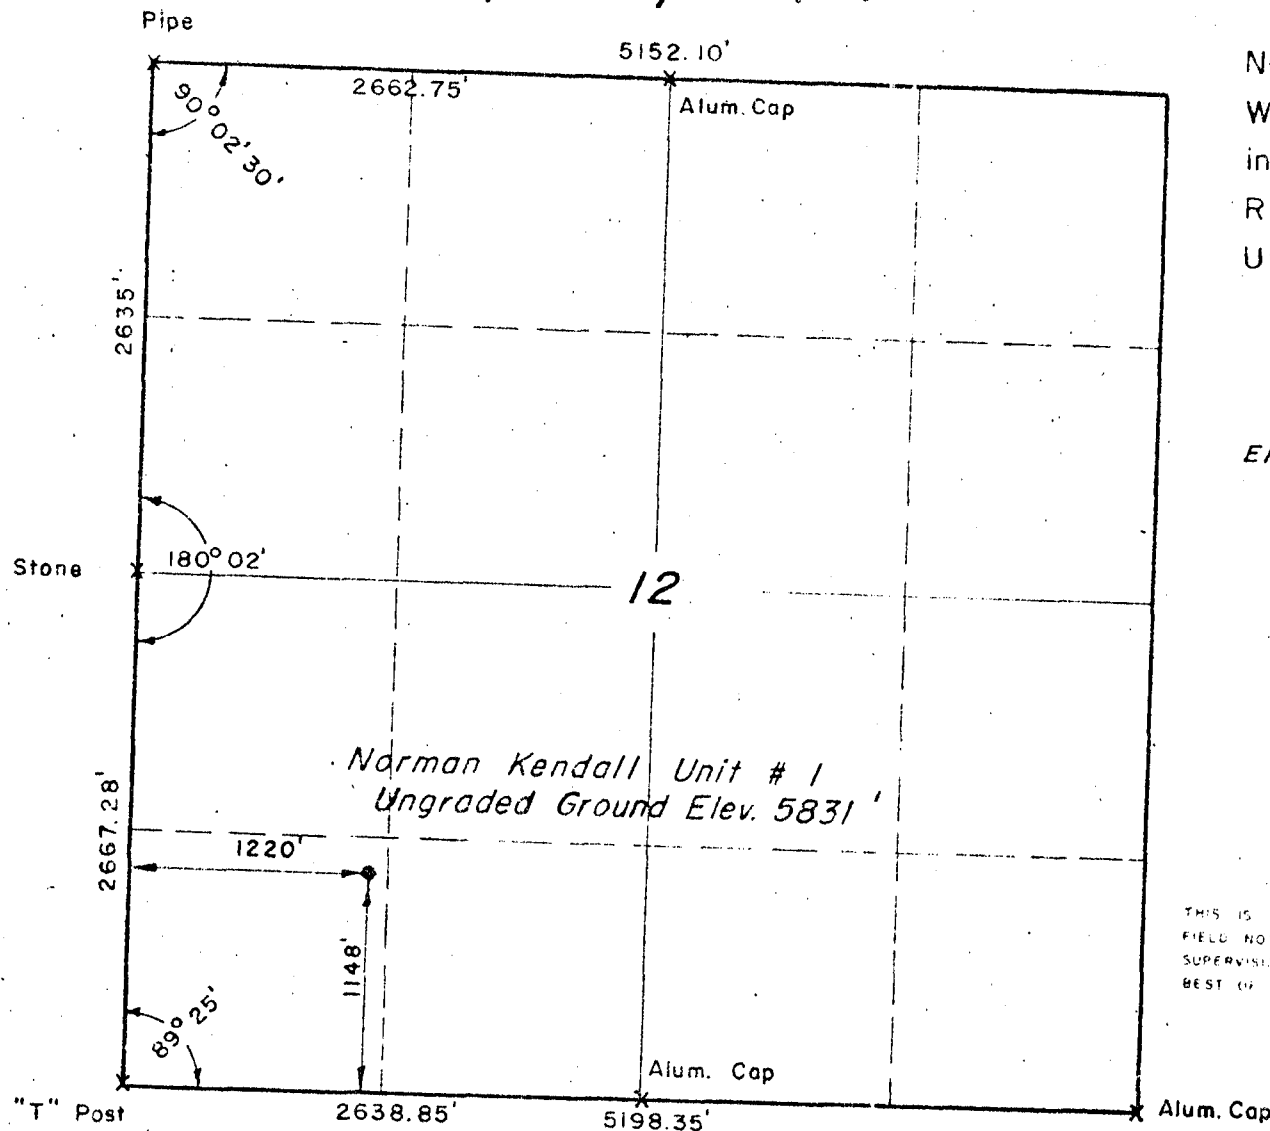 Pipe
5152.10'
2662.75'
Alum. Cap
90° 02' 30'
N
W
in
R
U
2635'.
Stone
180° 02'
12
Norman Kendall Unit # 1
Ungraded Ground Elev. 5831'
2667.28'
1220'
1148'
89° 25'
THIS IS
FIELD NO
BEST
Alum. Cap
"T" Post
2638.85'
5198.35'
Alum. Cap